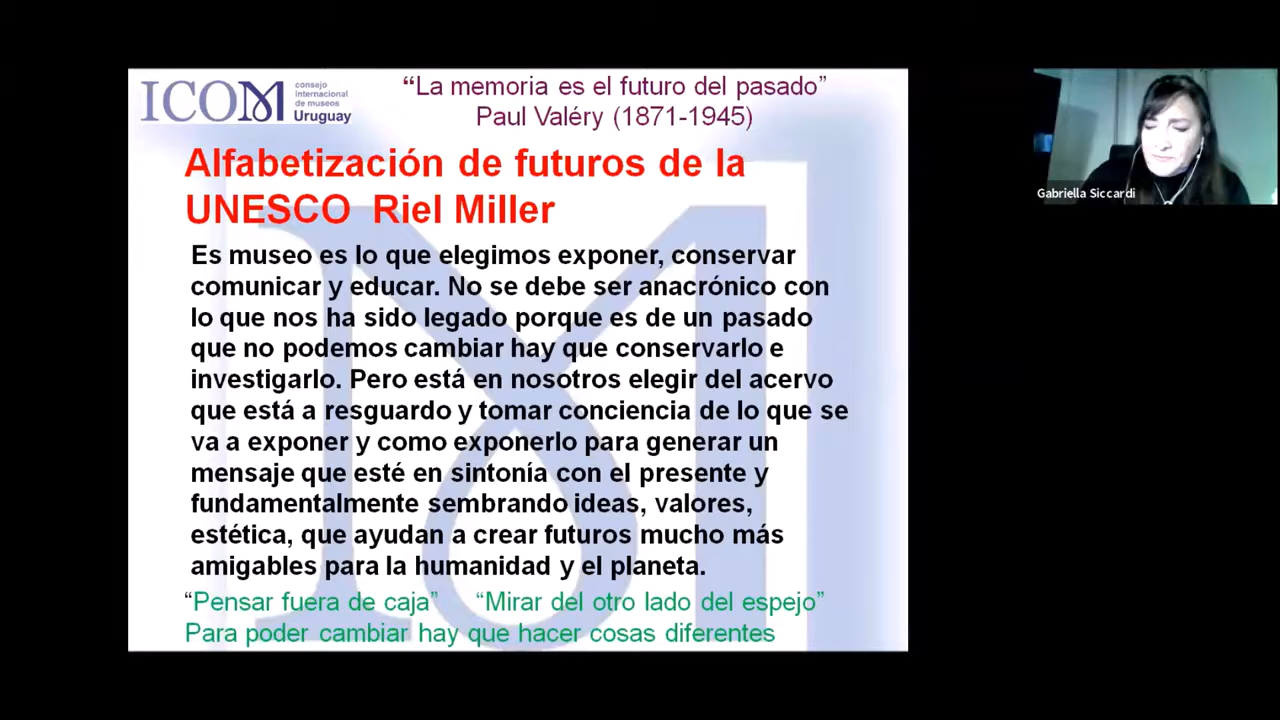 ICOM
consejo
internacional
de museos
Uruguay
“La memoria es el futuro del pasado”
Paul Valéry (1871-1945)
Alfabetización de futuros de la
UNESCO Riel Miller
Es museo es lo que elegimos exponer, conservar
comunicar y educar. No se debe ser anacrónico con
lo que nos ha sido legado porque es de un pasado
que no podemos cambiar hay que conservarlo e
investigarlo. Pero está en nosotros elegir del acervo
que está a resguardo y tomar conciencia de lo que se
va a exponer y como exponerlo para generar un
mensaje que esté en sintonía con el presente y
fundamentalmente sembrando ideas, valores,
estética, que ayudan a crear futuros mucho más
amigables para la humanidad y el planeta.
“Pensar fuera de caja” “Mirar del otro lado del espejo”
Para poder cambiar hay que hacer cosas diferentes
Gabriella Siccardi